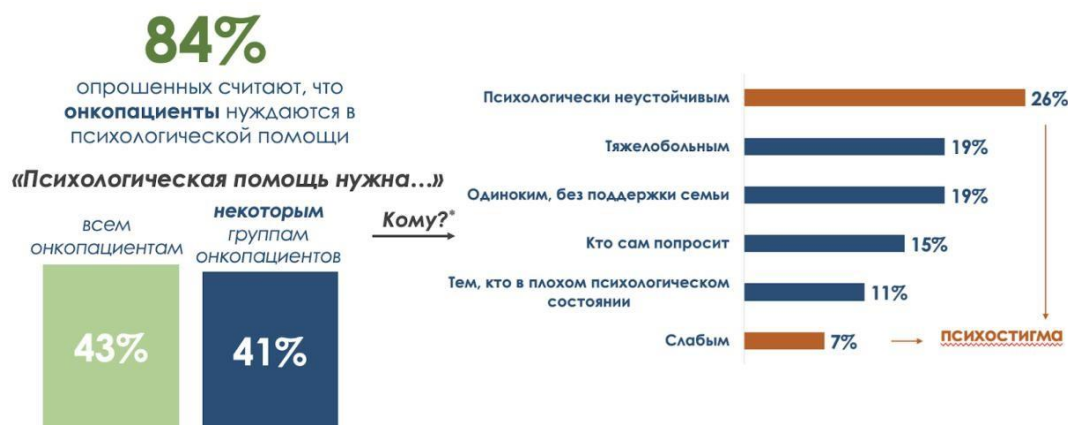 84%
опрошенных считают, что
онкопациенты нуждаются в
психологической помощи
«Психологическая помощь нужна...»
всем
онкопациентам
некоторым
группам
онкопациентов
43%
41%
Кому?*
Психологически неустойчивым
26%
Тяжелобольным
19%
Одиноким, без поддержки семьи
19%
Кто сам попросит
15%
Тем, кто в плохом психологическом
состоянии
11%
Слабым
7%
психостигма